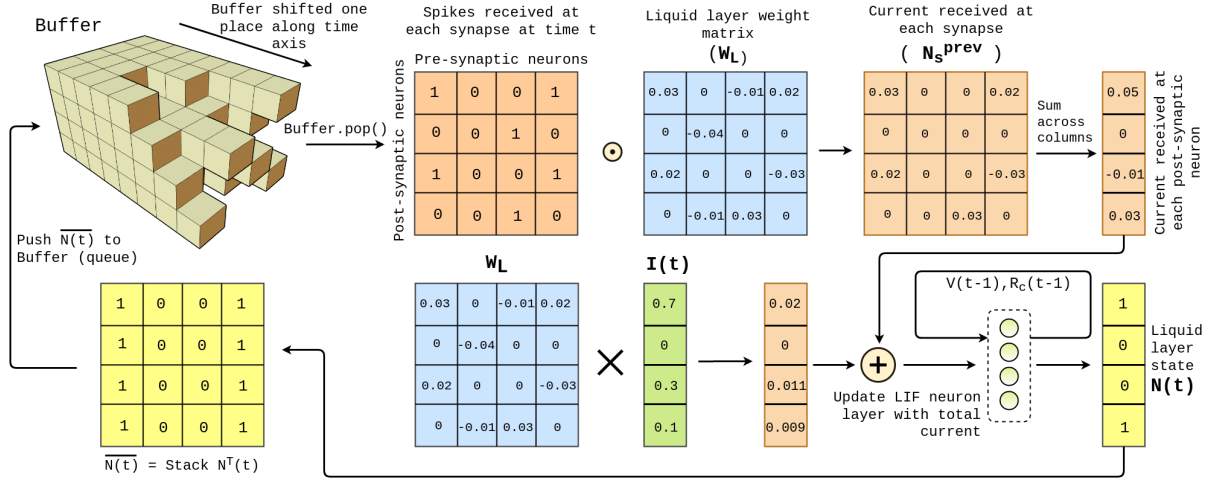 Buffer
Buffer shifted one
place along time
axis
Spikes received at
each synapse at time t
Liquid layer weight
matrix
(W_L)
Current received at
each synapse
( N_s^prev )
Pre-synaptic neurons
Post-synaptic neurons
Buffer.pop()
1 0 0 1
0 0 1 0
1 0 0 1
0 0 1 0
0.03 0 -0.01 0.02
0 -0.04 0 0
0.02 0 0 -0.03
0 -0.01 0.03 0
0.03 0 0 0.02
0 0 0 0
0.02 0 0 -0.03
0 0 0.03 0
Sum
across
columns
0.05
0
-0.01
0.03
Current received at
each post-synaptic
neuron
Push N̅(̅t̅)̅ to
Buffer (queue)
1 0 0 1
1 0 0 1
1 0 0 1
1 0 0 1
N̅(̅t̅)̅ = Stack N^T(t)
W_L
0.03 0 -0.01 0.02
0 -0.04 0 0
0.02 0 0 -0.03
0 -0.01 0.03 0
×
I(t)
0.7
0
0.3
0.1
0.02
0
0.011
0.009
+
Update LIF neuron
layer with total
current
V(t-1),R_c(t-1)
1
0
0
1
Liquid
layer
state
N(t)